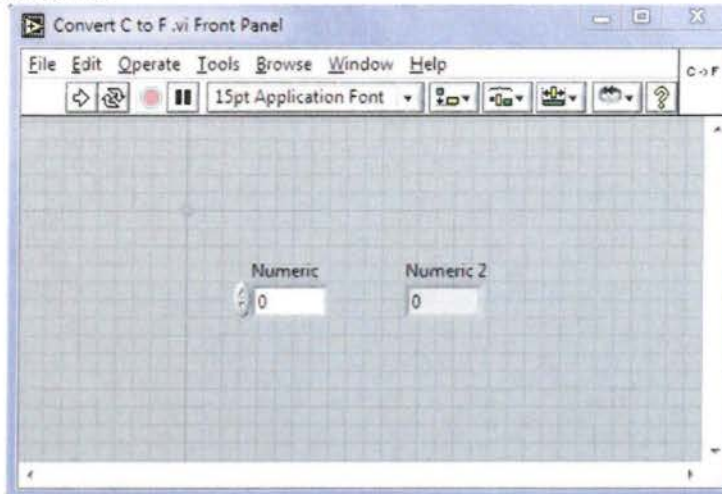 Convert C to F .vi Front Panel
File Edit Operate Tools Browse Window Help
C->F
15pt Application Font
Numeric Numeric 2
0 0